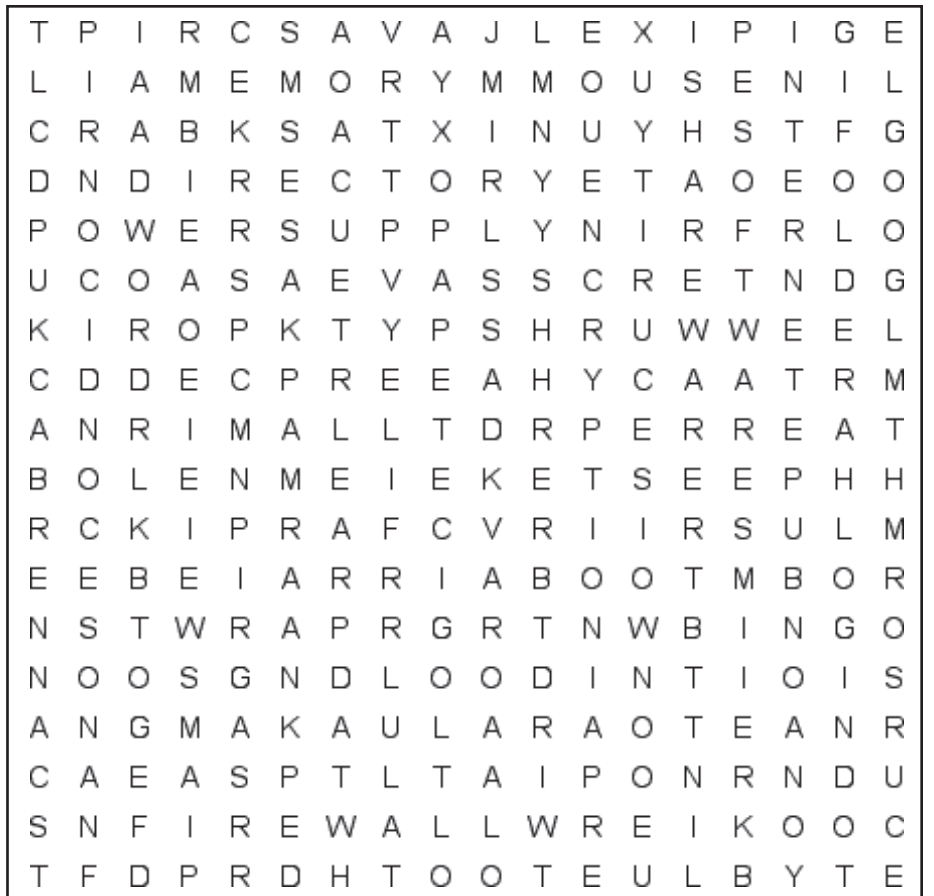 T P I R C S A V A J L E X I P I G E
L I A M E M O R Y M M O U S E N I L
C R A B K S A T X I N U Y H S T F G
D N D I R E C T O R Y E T A O E O O
P O W E R S U P P L Y N I R F R L O
U C O A S A E V A S S C R E T N D G
K I R O P K T Y P S H R U W W E E L
C D D E C P R E E A H Y C A A T R M
A N R I M A L L T D R P E R R E A T
B O L E N M E I E K E T S E E P H H
R C K I P R A F C V R I I R S U L M
E E B E I A R R I A B O O T M B O R
N S T W R A P R G R T N W B I N G O
N O O S G N D L O O D I N T I O I S
A N G M A K A U L A R A O T E A N R
C A E A S P T L T A I P O N R N D U
S N F I R E W A L L W R E I K O O C
T F D P R D H T O O T E U L B Y T E